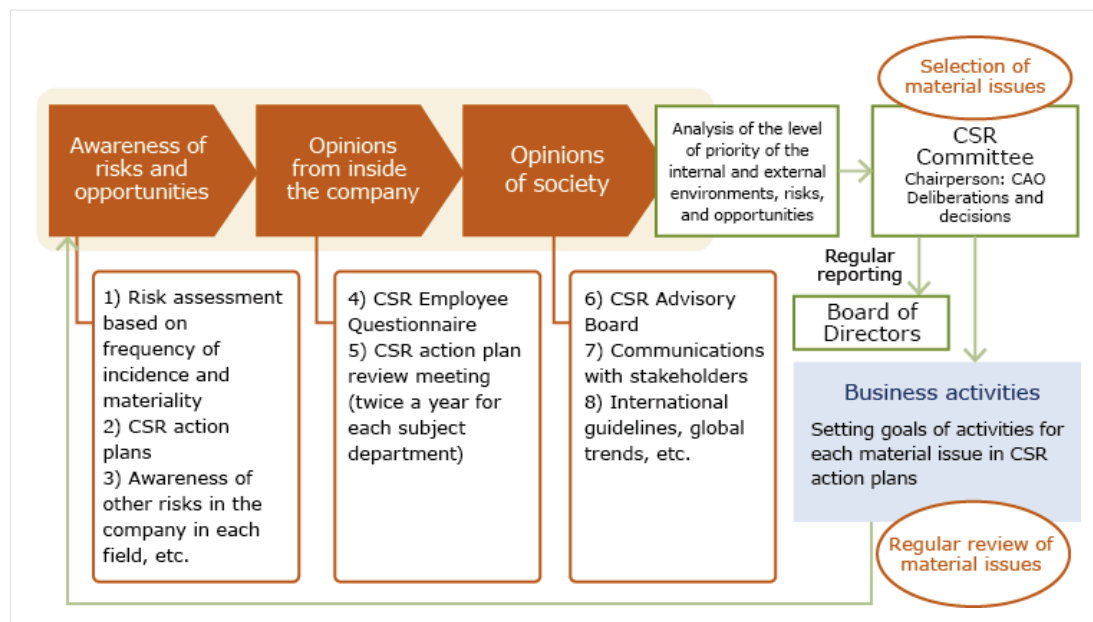 Selection of
material issues
Awareness of
risks and
opportunities
Opinions
from inside
the company
Opinions
of society
Analysis of the level
of priority of the
internal and external
environments, risks,
and opportunities
CSR
Committee
Chairperson: CAO
Deliberations and
decisions
Regular
reporting
Board of
Directors
1) Risk assessment
based on
frequency of
incidence and
materiality
2) CSR action
plans
3) Awareness of
other risks in the
company in each
field, etc.
4) CSR Employee
Questionnaire
5) CSR action plan
review meeting
(twice a year for
each subject
department)
6) CSR Advisory
Board
7) Communications
with stakeholders
8) International
guidelines, global
trends, etc.
Business activities
Setting goals of activities for
each material issue in CSR
action plans
Regular review of
material issues